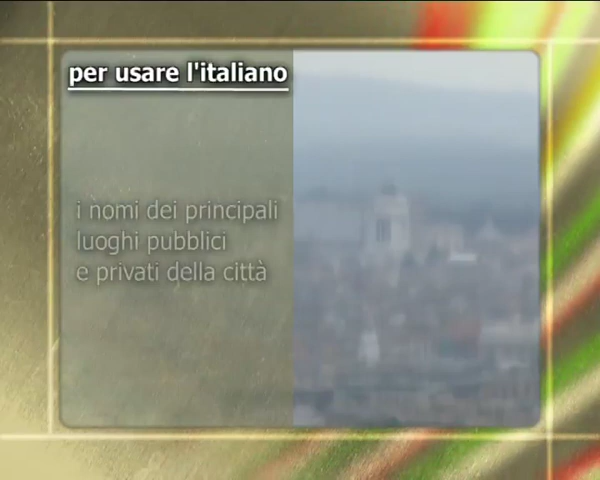 per usare l'italiano
i nomi dei principali
luoghi pubblici
e privati della città